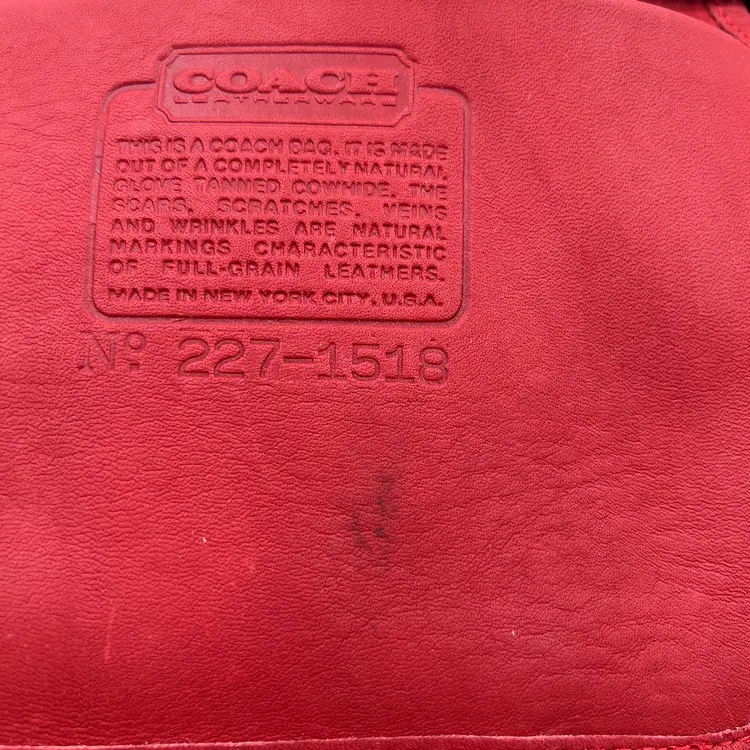 COACH
LEATHERWARE
THIS IS A COACH BAG. IT IS MADE
OUT OF A COMPLETELY NATURAL
GLOVE TANNED COWHIDE. THE
SCARS, SCRATCHES, VEINS
AND WRINKLES ARE NATURAL
MARKINGS CHARACTERISTIC
OF FULL-GRAIN LEATHERS.
MADE IN NEW YORK CITY, U.S.A.
No. 227-1518